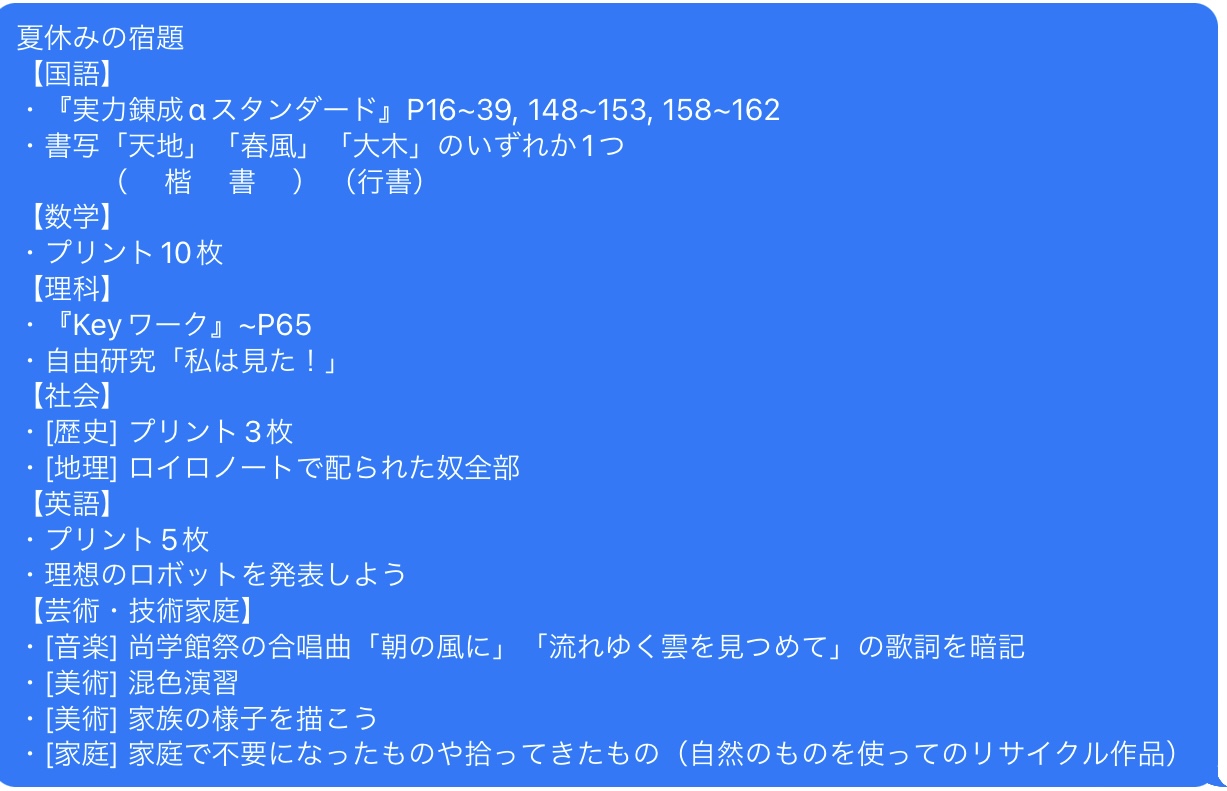 夏休みの宿題
【国語】
・『実力錬成αスタンダード』P16~39, 148~153, 158~162
・書写「天地」「春風」「大木」のいずれか1つ
（　楷　書　）（行書）
【数学】
・プリント10枚
【理科】
・『Keyワーク』~P65
・自由研究「私は見た！」
【社会】
・[歴史] プリント3枚
・[地理] ロイロノートで配られた奴全部
【英語】
・プリント5枚
・理想のロボットを発表しよう
【芸術・技術家庭】
・[音楽] 尚学館祭の合唱曲「朝の風に」「流れゆく雲を見つめて」の歌詞を暗記
・[美術] 混色演習
・[美術] 家族の様子を描こう
・[家庭] 家庭で不要になったものや拾ってきたもの（自然のものを使ってのリサイクル作品）